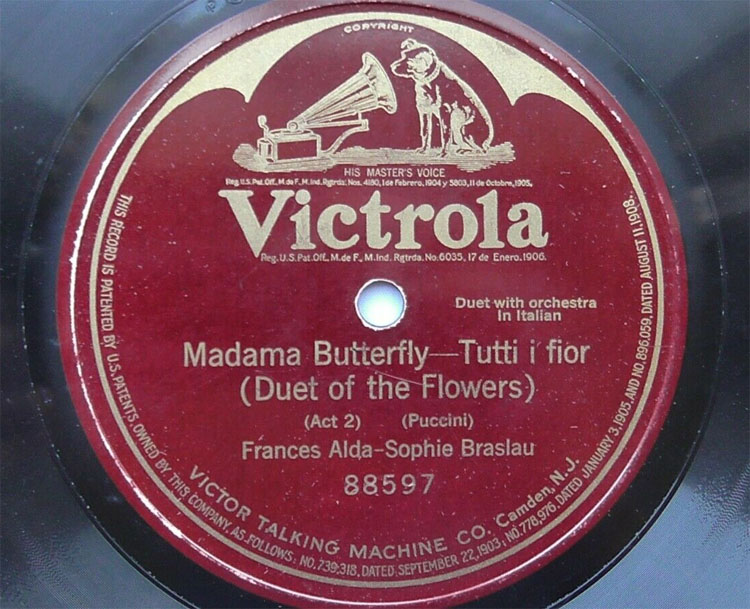 COPYRIGHT
HIS MASTER'S VOICE
Reg. U.S. Pat. Off. M. de F. M. Ind. Rgtrda: Nos. 4180, 1 de Febrero, 1904 y 5803, 11 de Octobre, 1905.
Victrola
Reg. U.S. Pat. Off. M. de F., M. Ind. Rgtrda. No. 6035, 17 de Enero. 1906.
Duet with orchestra
In Italian
Madama Butterfly—Tutti i fior
(Duet of the Flowers)
(Act 2) (Puccini)
Frances Alda-Sophie Braslau
88597
VICTOR TALKING MACHINE CO. Camden, N. J.
THIS RECORD IS PATENTED BY U.S. PATENTS, OWNED BY THIS COMPANY, AS FOLLOWS: NO. 739,318, DATED SEPTEMBER 22, 1903; NO. 778,976, DATED JANUARY 3, 1905, AND NO. 896,059, DATED AUGUST 11, 1908.